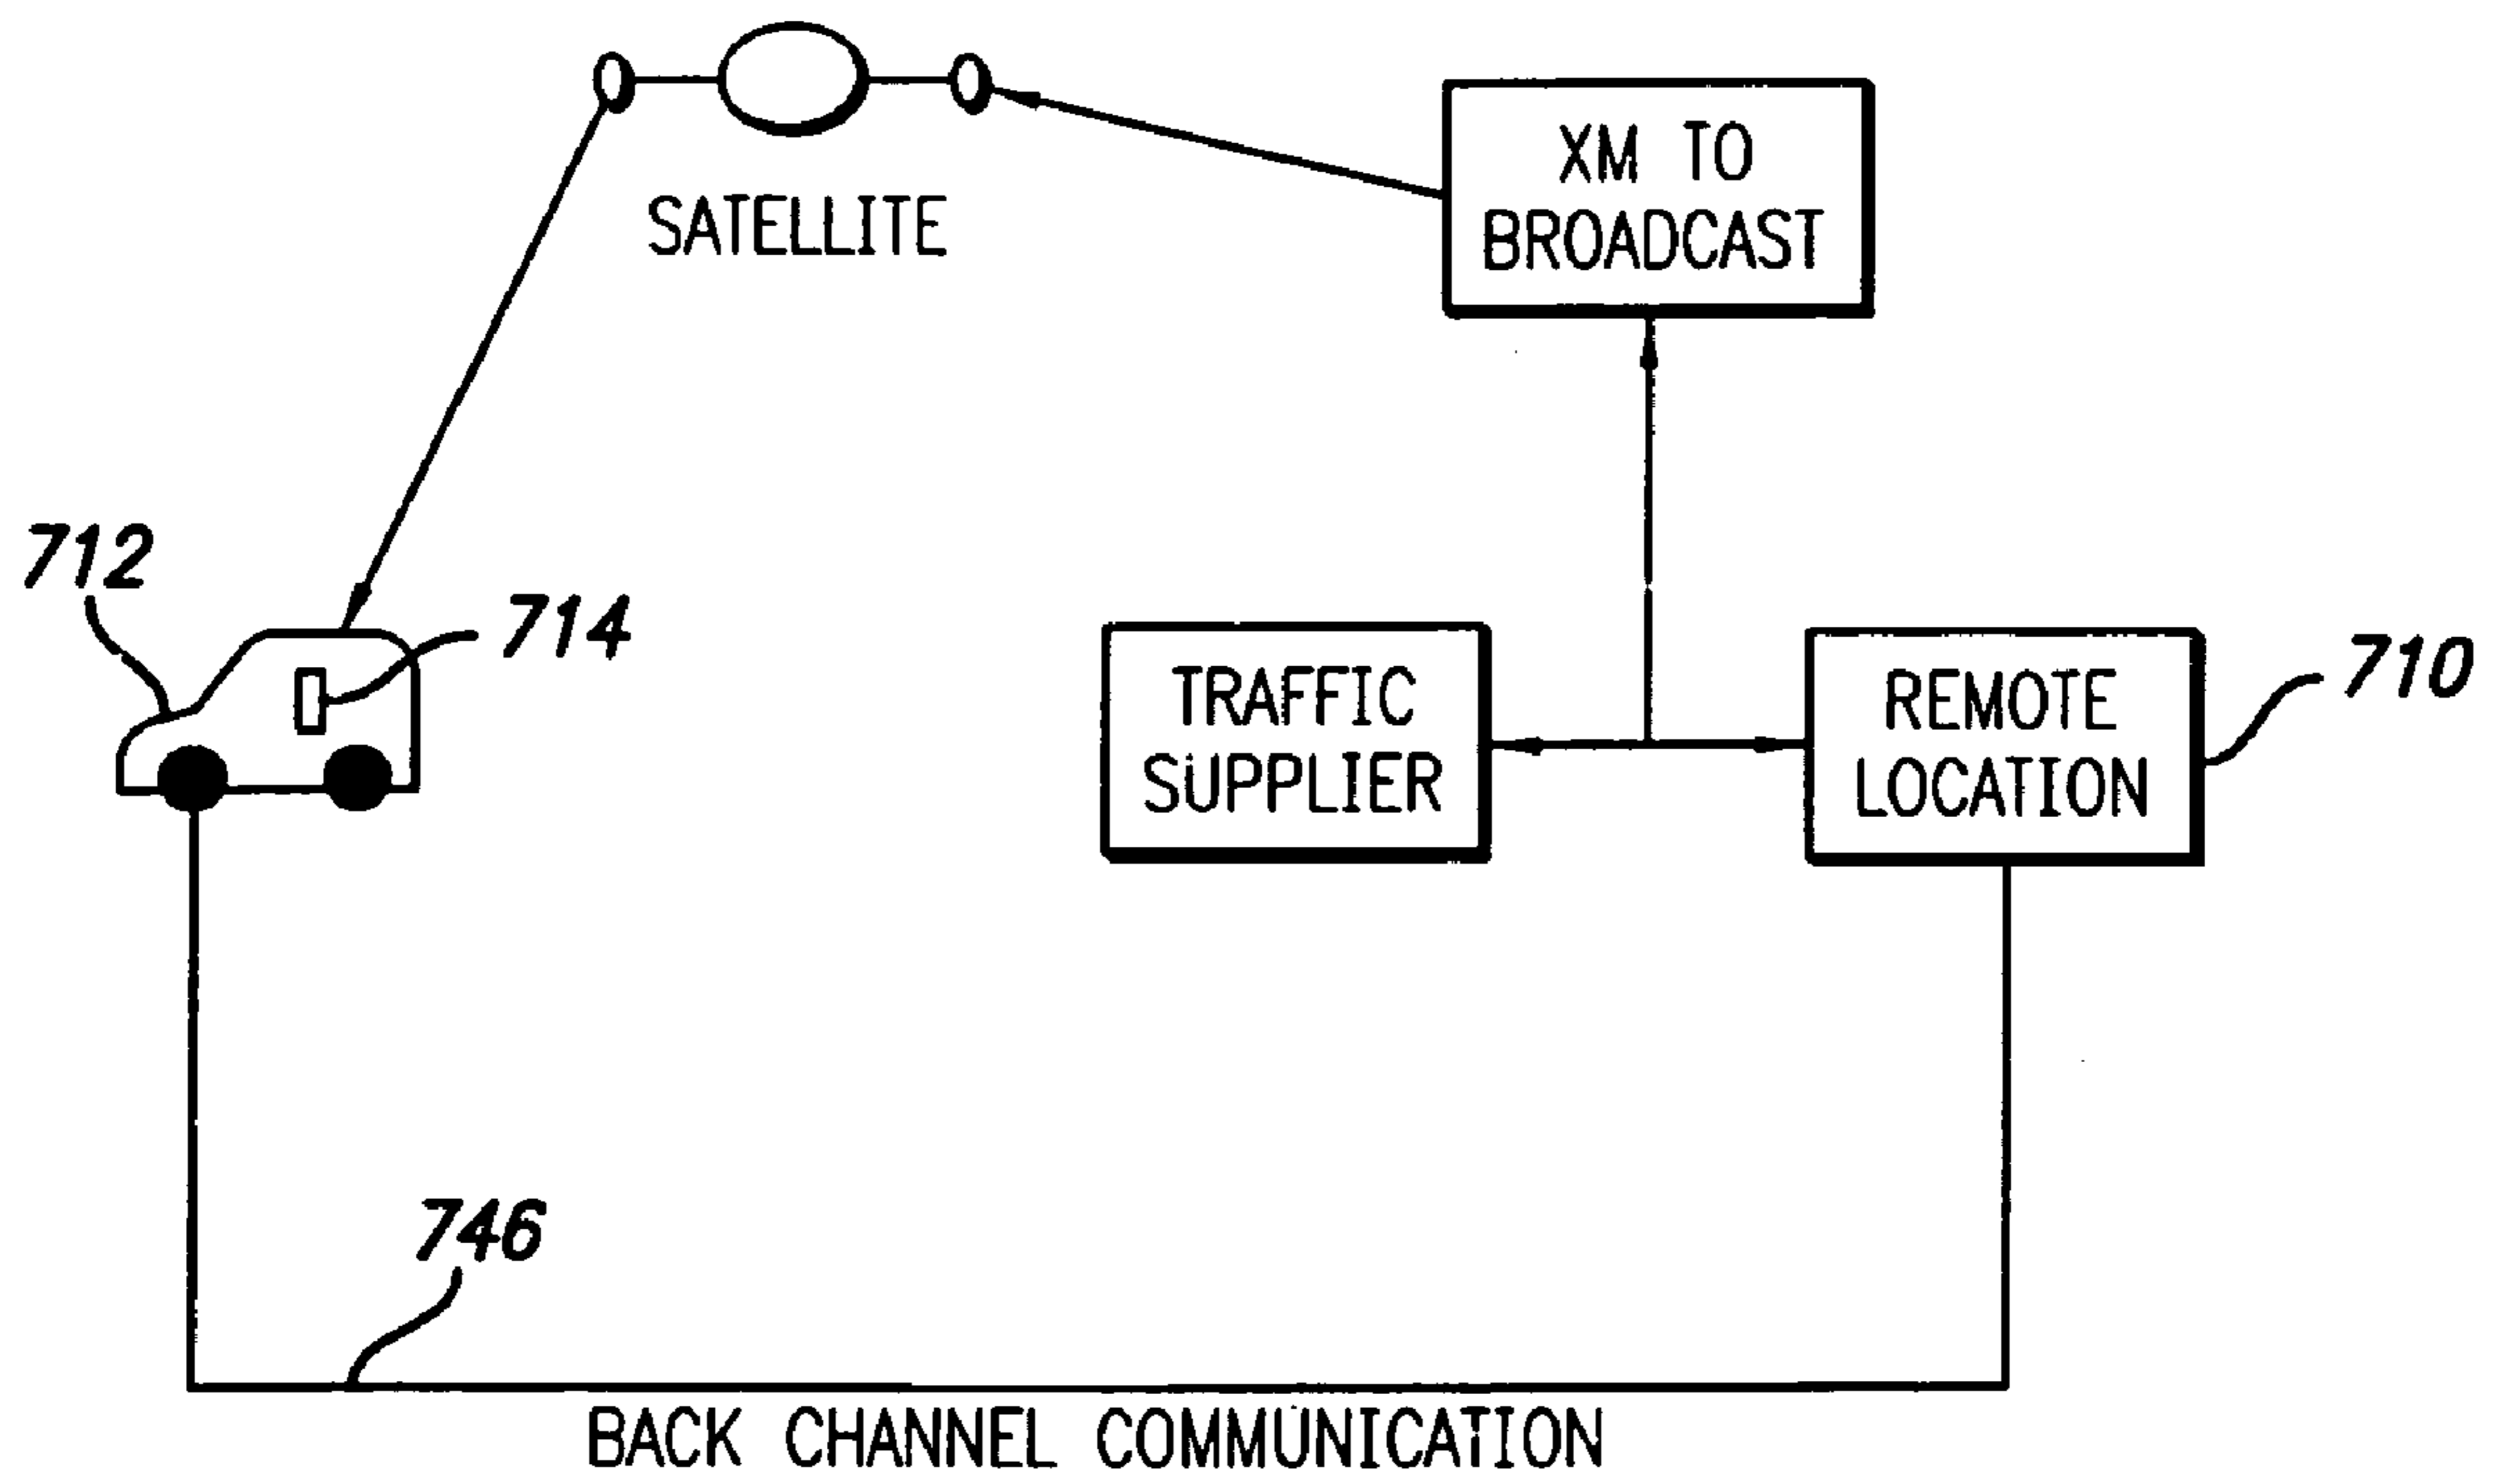 XM TO
BROADCAST
SATELLITE
712
714
TRAFFIC
SUPPLIER
REMOTE
LOCATION
710
746
BACK CHANNEL COMMUNICATION